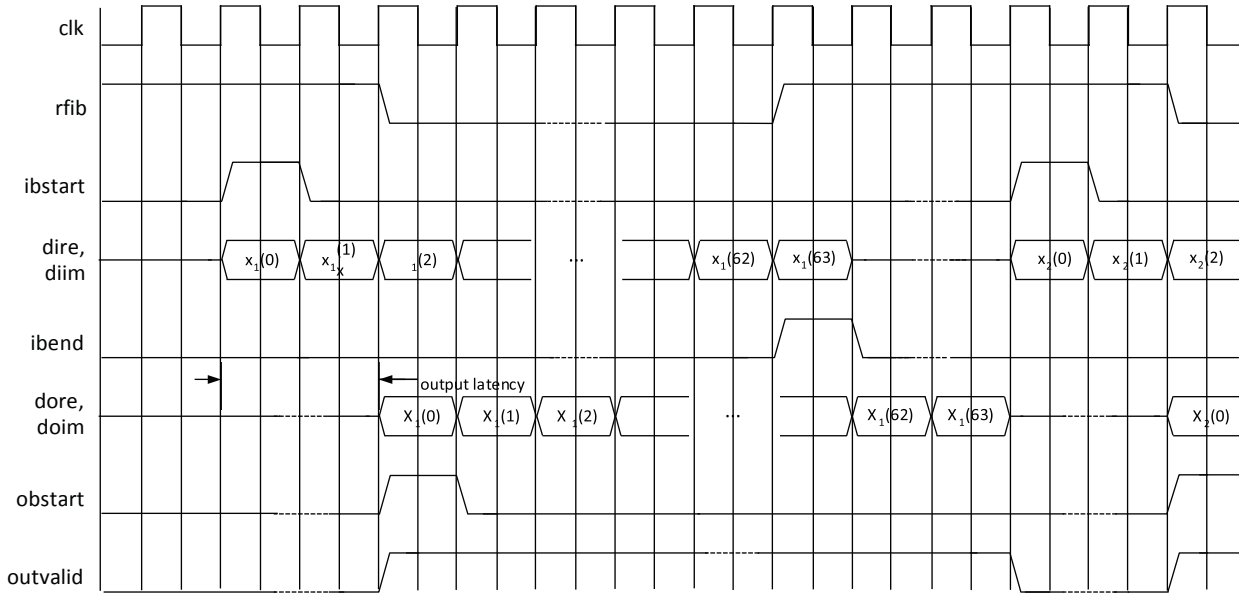 clk
rfib
ibstart
dire,
diim
x₁(0)
x₁x(1)
₁(2)
...
x₁(62)
x₁(63)
x₂(0)
x₂(1)
x₂(2)
ibend
output latency
dore,
doim
X₁(0)
X₁(1)
X₁(2)
...
X₁(62)
X₁(63)
X₂(0)
obstart
outvalid